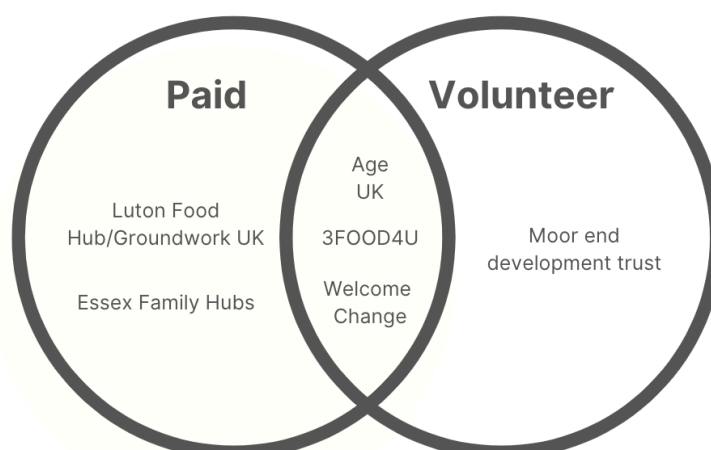 Paid
Volunteer
Luton Food
Hub/Groundwork UK
Essex Family Hubs
Age
UK
3FOOD4U
Welcome
Change
Moor end
development trust